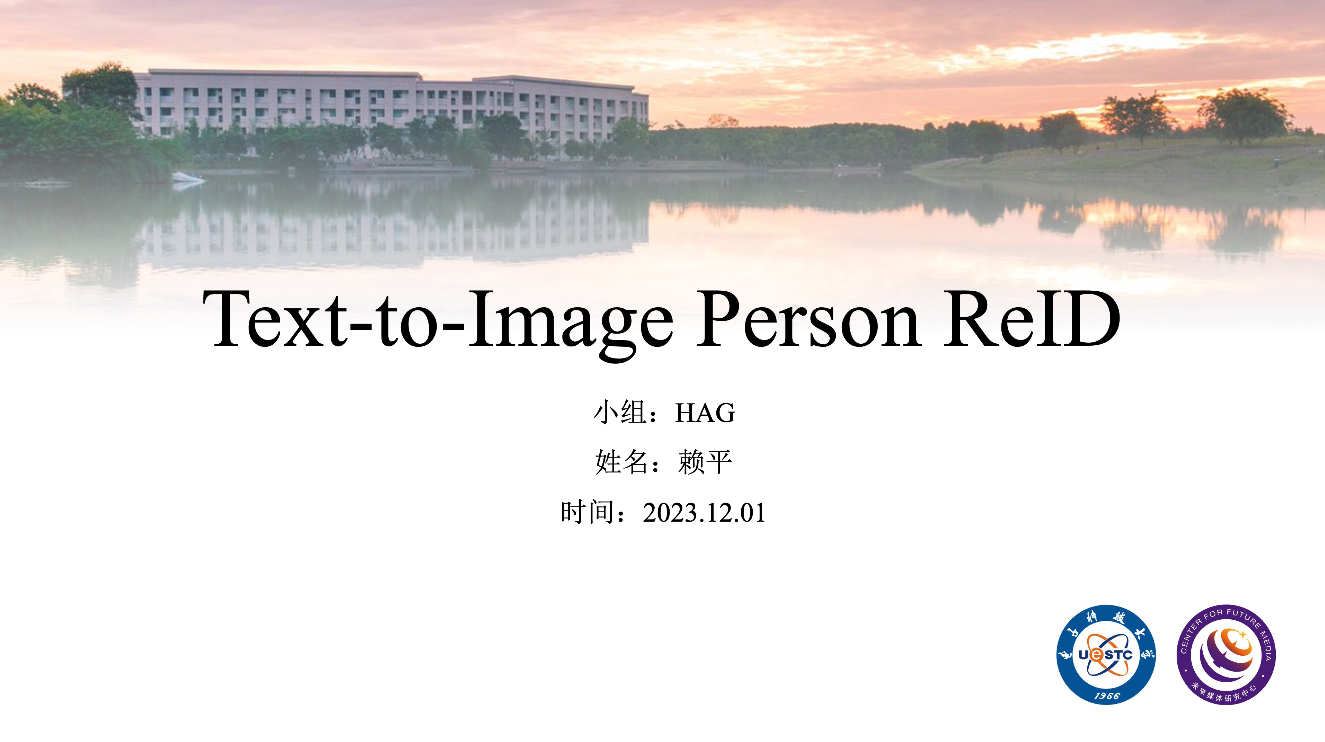 Text-to-Image Person ReID
小组：HAG
姓名：赖平
时间：2023.12.01
电子科技大学
UESTC
1956
CENTER FOR FUTURE MEDIA
未来媒体研究中心